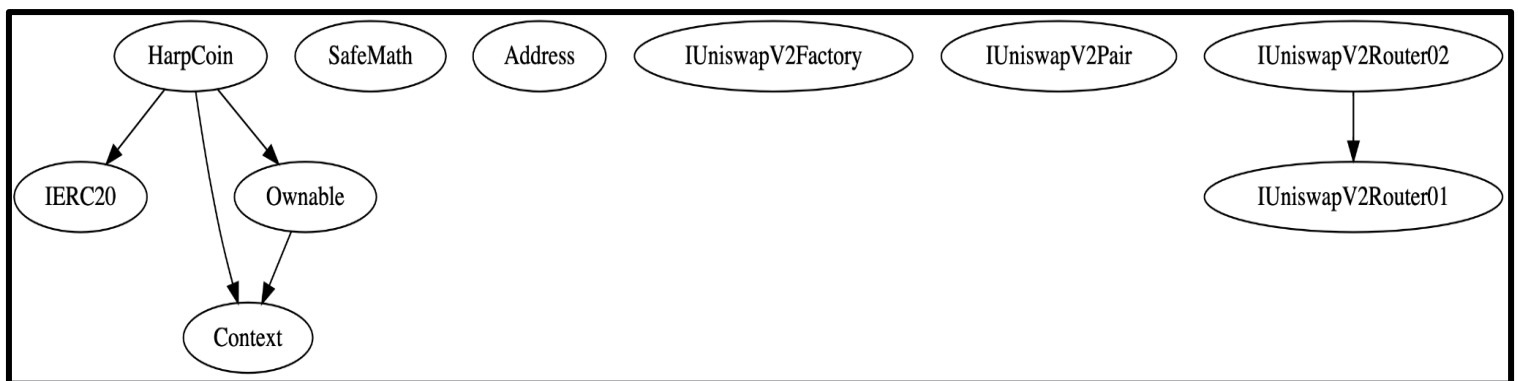 HarpCoin
SafeMath
Address
IUniswapV2Factory
IUniswapV2Pair
IUniswapV2Router02
IERC20
Ownable
IUniswapV2Router01
Context